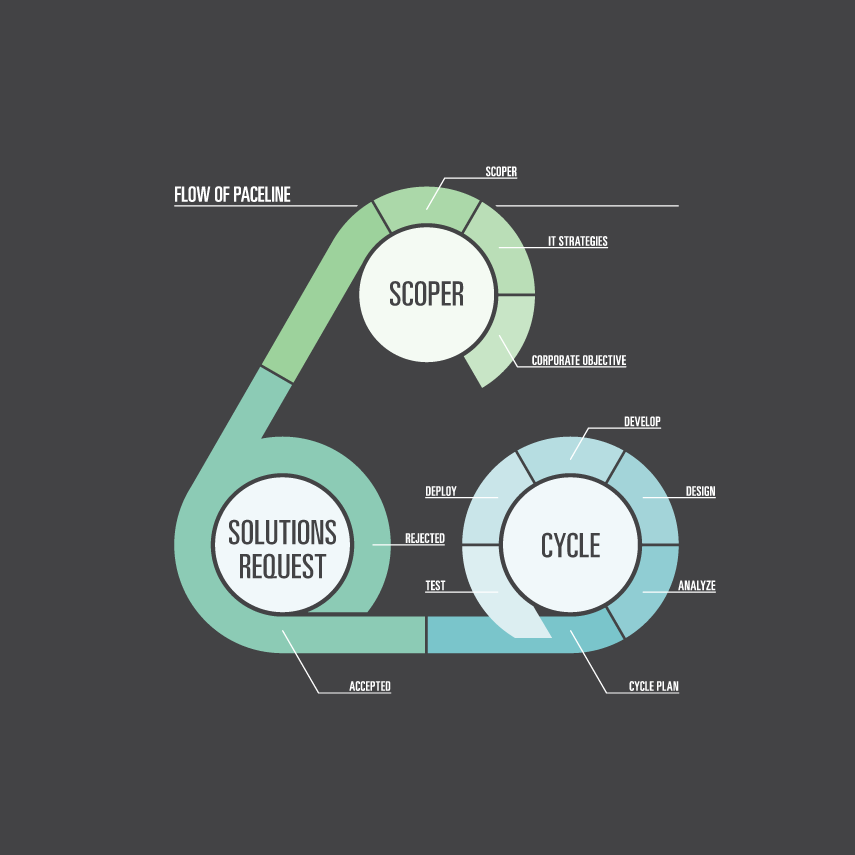 SCOPER
FLOW OF PACELINE
IT STRATEGIES
SCOPER
CORPORATE OBJECTIVE
DEVELOP
DEPLOY
DESIGN
SOLUTIONS
REQUEST
REJECTED
CYCLE
TEST
ANALYZE
ACCEPTED
CYCLE PLAN